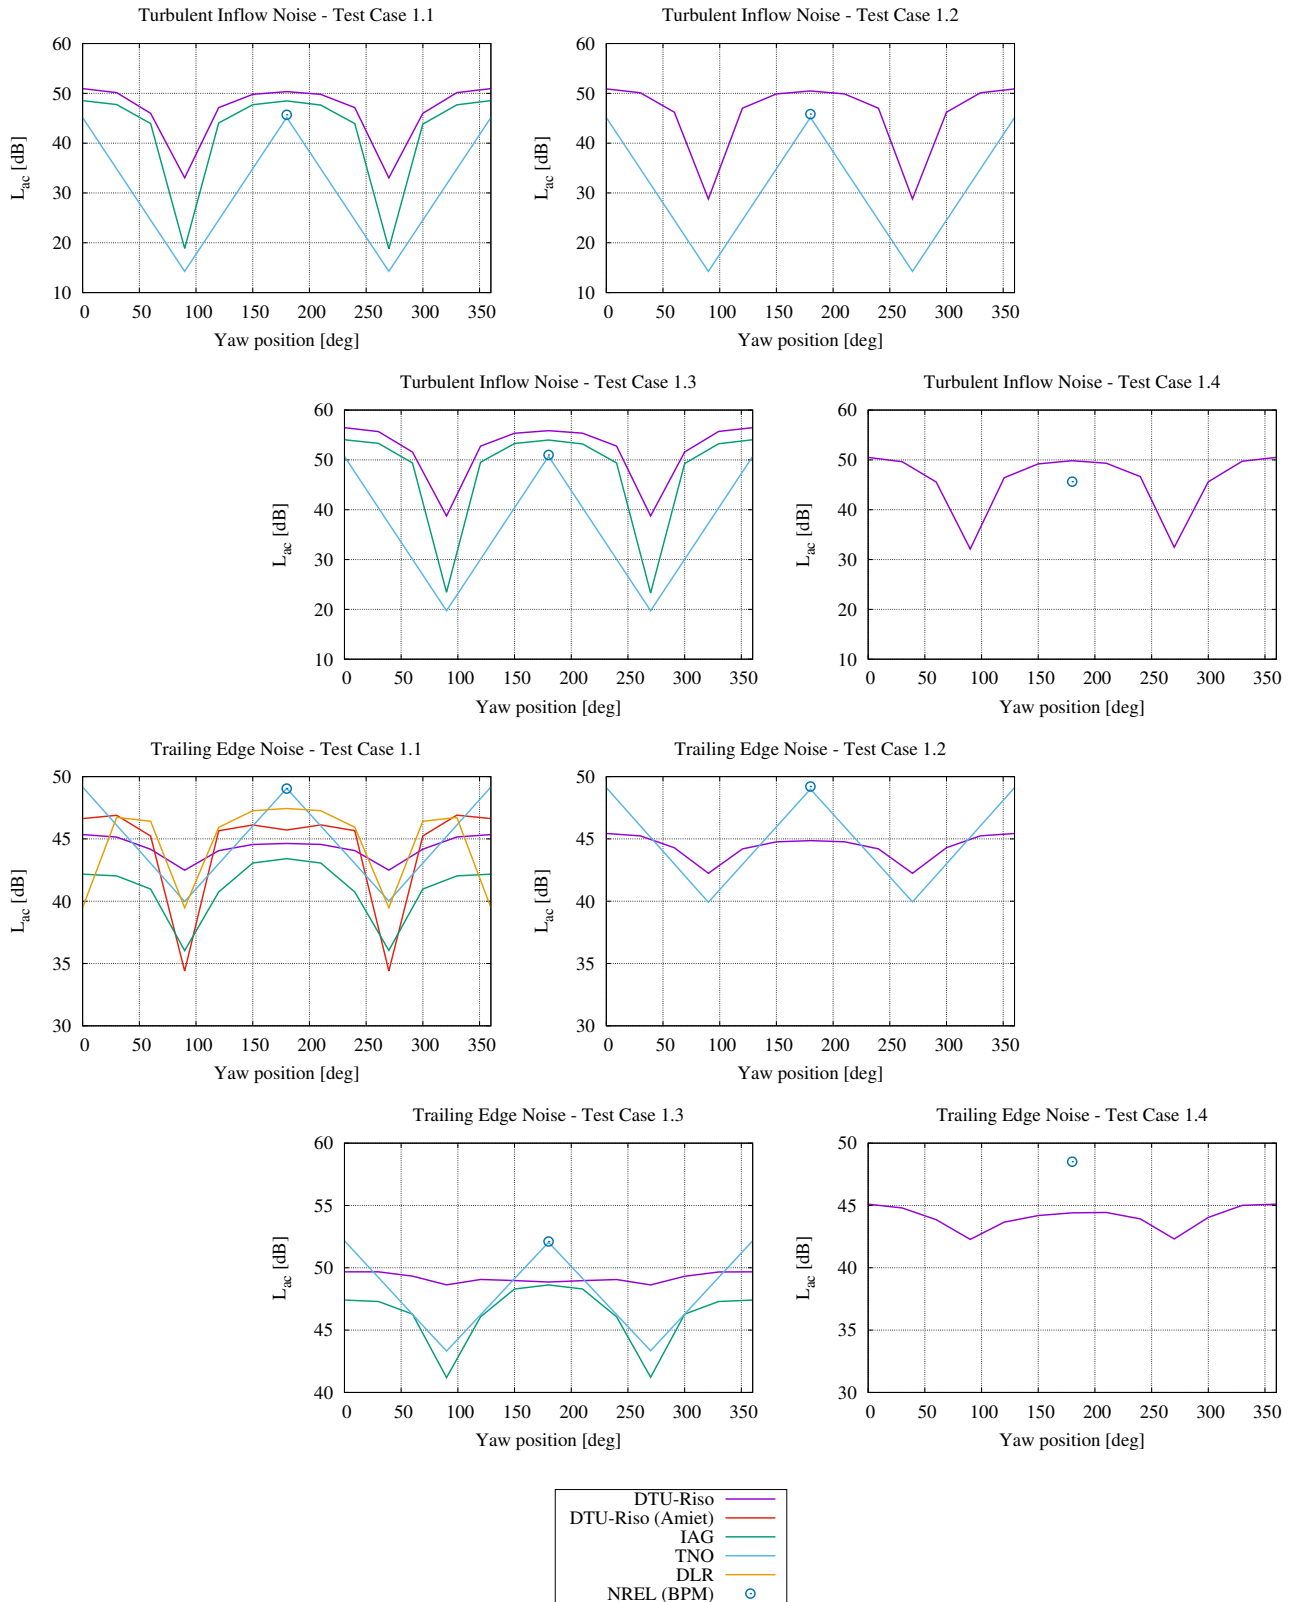 Turbulent Inflow Noise - Test Case 1.1
60
50
40
30
20
10
L_ac [dB]
0 50 100 150 200 250 300 350
Yaw position [deg]
Turbulent Inflow Noise - Test Case 1.2
60
50
40
30
20
10
L_ac [dB]
0 50 100 150 200 250 300 350
Yaw position [deg]
Turbulent Inflow Noise - Test Case 1.3
60
50
40
30
20
10
L_ac [dB]
0 50 100 150 200 250 300 350
Yaw position [deg]
Turbulent Inflow Noise - Test Case 1.4
60
50
40
30
20
10
L_ac [dB]
0 50 100 150 200 250 300 350
Yaw position [deg]
Trailing Edge Noise - Test Case 1.1
50
45
40
35
30
L_ac [dB]
0 50 100 150 200 250 300 350
Yaw position [deg]
Trailing Edge Noise - Test Case 1.2
50
45
40
35
30
L_ac [dB]
0 50 100 150 200 250 300 350
Yaw position [deg]
Trailing Edge Noise - Test Case 1.3
60
55
50
45
40
L_ac [dB]
0 50 100 150 200 250 300 350
Yaw position [deg]
Trailing Edge Noise - Test Case 1.4
50
45
40
35
30
L_ac [dB]
0 50 100 150 200 250 300 350
Yaw position [deg]
DTU-Riso
DTU-Riso (Amiet)
IAG
TNO
DLR
NREL (BPM)